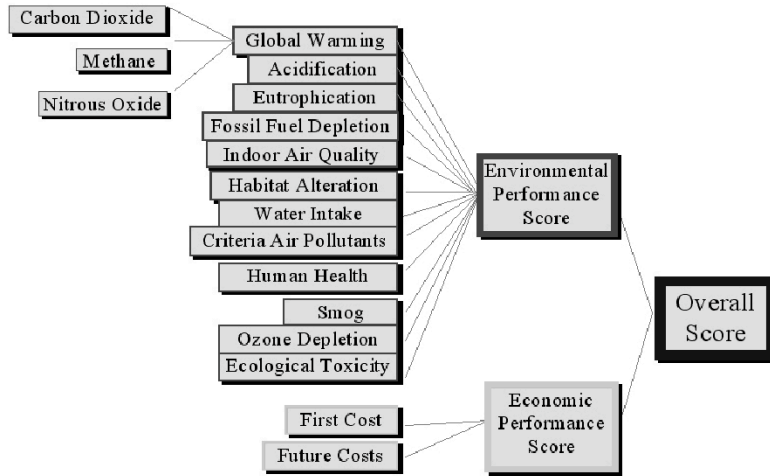 Carbon Dioxide
Methane
Nitrous Oxide
Global Warming
Acidification
Eutrophication
Fossil Fuel Depletion
Indoor Air Quality
Habitat Alteration
Water Intake
Criteria Air Pollutants
Human Health
Smog
Ozone Depletion
Ecological Toxicity
Environmental
Performance
Score
First Cost
Future Costs
Economic
Performance
Score
Overall
Score